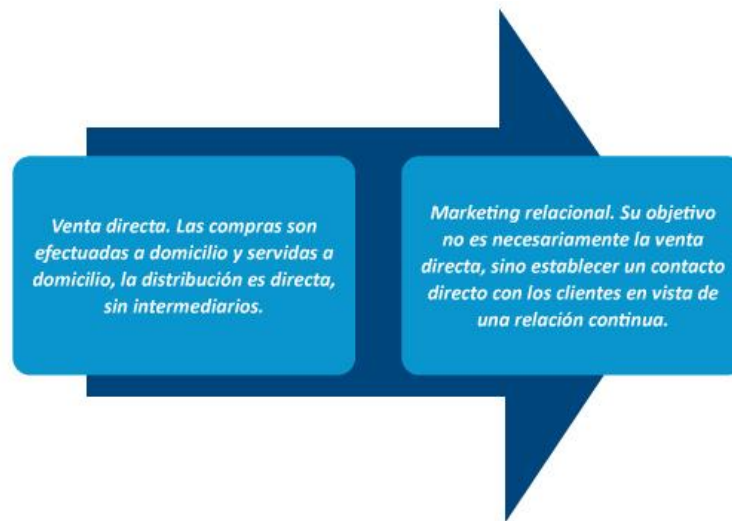 Venta directa. Las compras son
efectuadas a domicilio y servidas a
domicilio, la distribución es directa,
sin intermediarios.
Marketing relacional. Su objetivo
no es necesariamente la venta
directa, sino establecer un contacto
directo con los clientes en vista de
una relación continua.